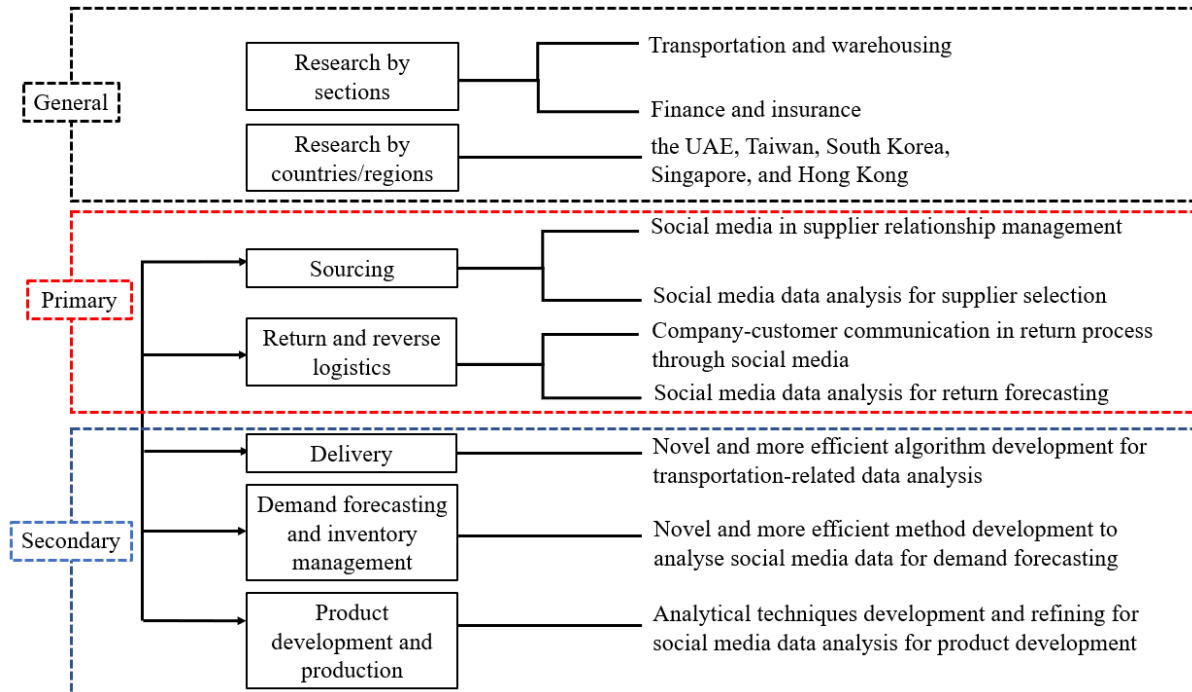 General
Research by
sections
Transportation and warehousing
Finance and insurance
Research by
countries/regions
the UAE, Taiwan, South Korea,
Singapore, and Hong Kong
Primary
Sourcing
Social media in supplier relationship management
Social media data analysis for supplier selection
Return and reverse
logistics
Company-customer communication in return process
through social media
Social media data analysis for return forecasting
Secondary
Delivery
Novel and more efficient algorithm development for
transportation-related data analysis
Demand forecasting
and inventory
management
Novel and more efficient method development to
analyse social media data for demand forecasting
Product
development and
production
Analytical techniques development and refining for
social media data analysis for product development